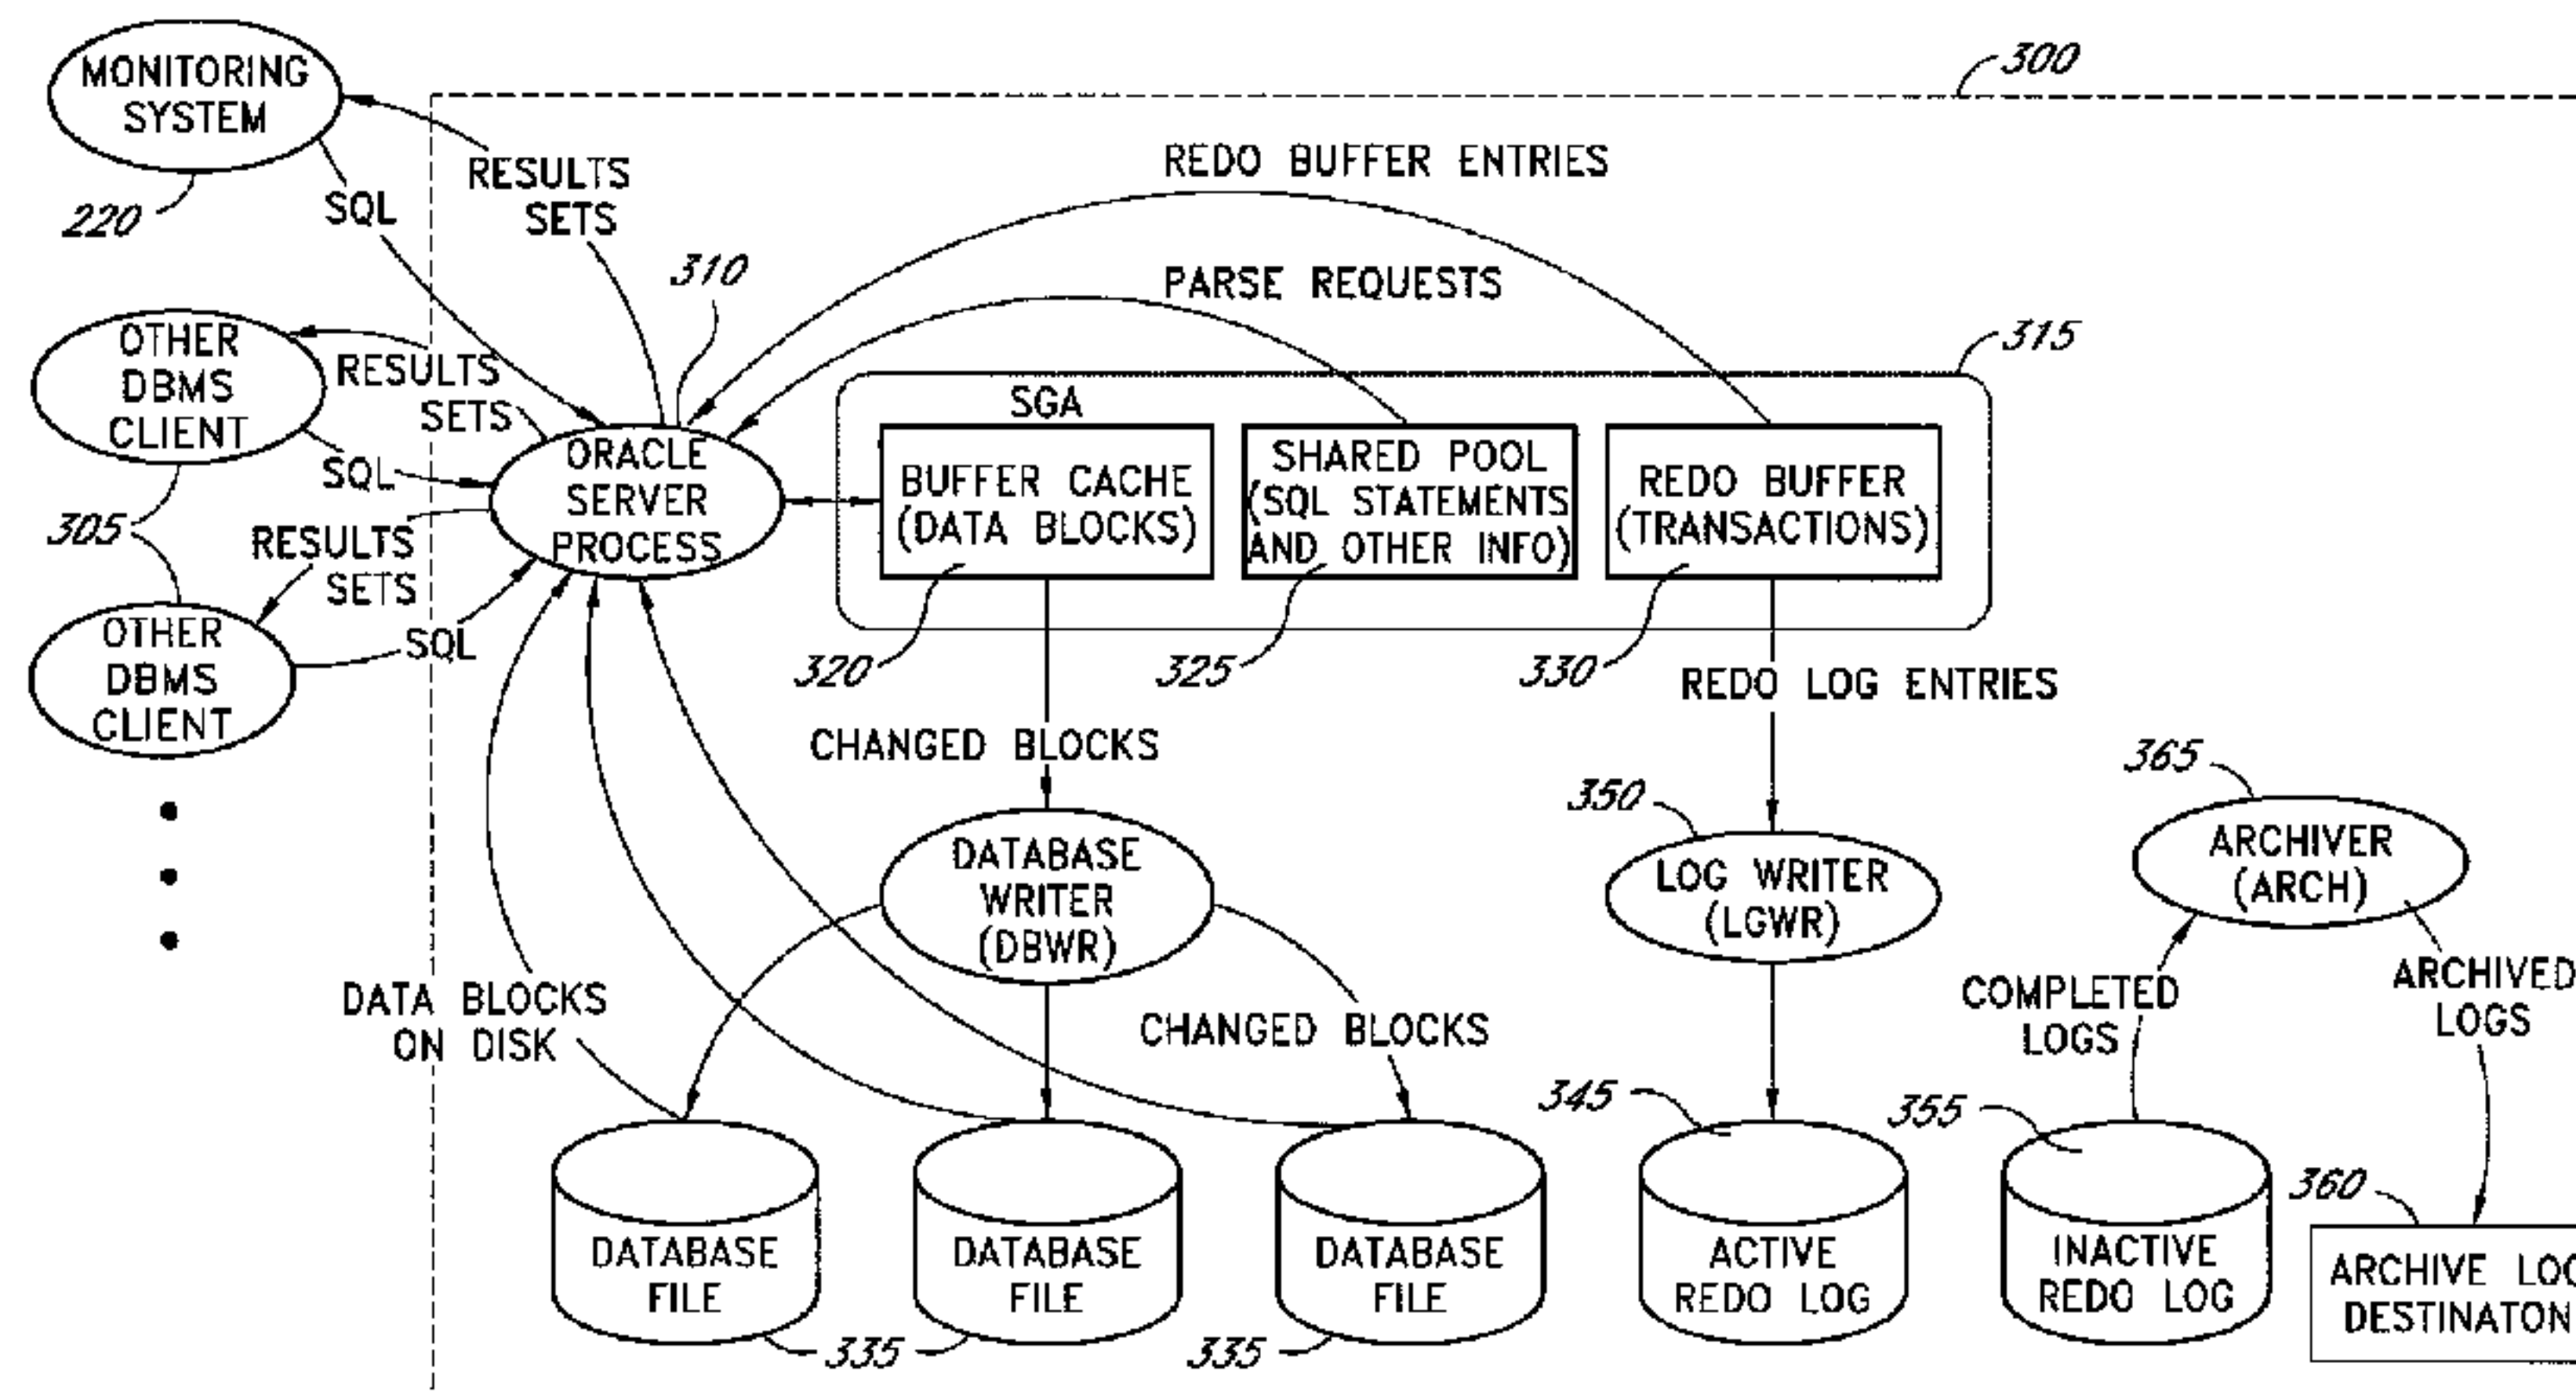 300
MONITORING
SYSTEM
220
SQL
RESULTS
SETS
REDO BUFFER ENTRIES
310
PARSE REQUESTS
315
OTHER
DBMS
CLIENT
RESULTS
SETS
SQL
305
RESULTS
SETS
OTHER
DBMS
CLIENT
SQL
ORACLE
SERVER
PROCESS
SGA
BUFFER CACHE
(DATA BLOCKS)
SHARED POOL
(SQL STATEMENTS
AND OTHER INFO)
REDO BUFFER
(TRANSACTIONS)
320
325
330
REDO LOG ENTRIES
CHANGED BLOCKS
DATABASE
WRITER
(DBWR)
350
LOG WRITER
(LGWR)
365
ARCHIVER
(ARCH)
DATA BLOCKS
ON DISK
CHANGED BLOCKS
COMPLETED
LOGS
ARCHIVED
LOGS
345
355
360
DATABASE
FILE
DATABASE
FILE
DATABASE
FILE
ACTIVE
REDO LOG
INACTIVE
REDO LOG
ARCHIVE LOG
DESTINATON
335
335